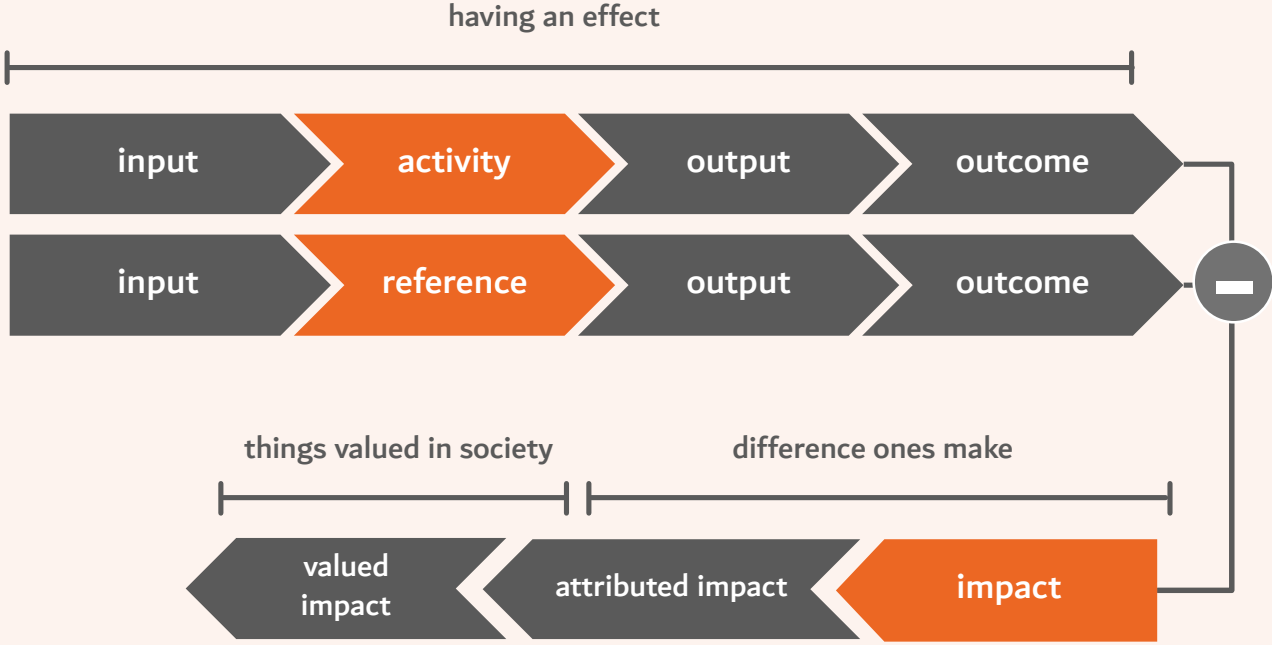 having an effect
input
activity
output
outcome
input
reference
output
outcome
things valued in society
difference ones make
valued
impact
attributed impact
impact